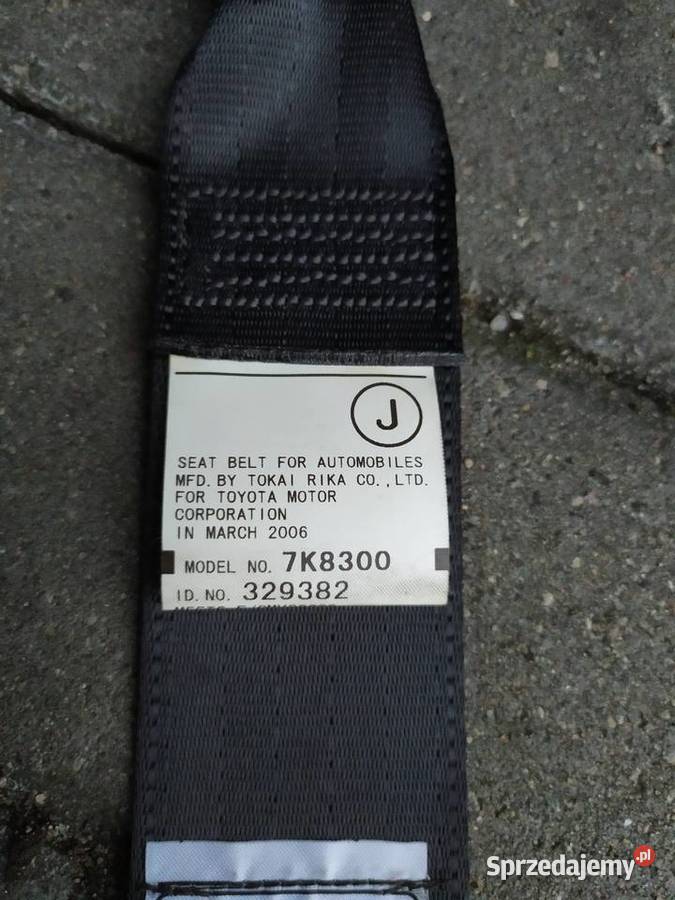 J
SEAT BELT FOR AUTOMOBILES
MFD. BY TOKAI RIKA CO.,LTD.
FOR TOYOTA MOTOR
CORPORATION
IN MARCH 2006
MODEL NO. 7K8300
ID. NO. 329382
Sprzedajemy.pl